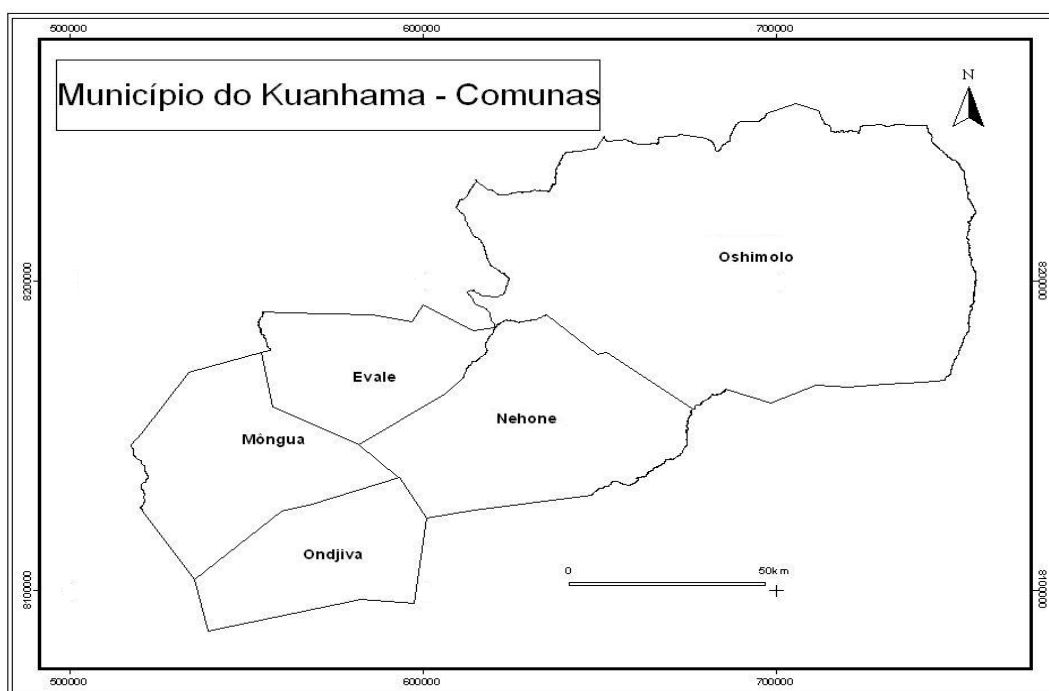 500000 600000 700000
Município do Kuanhama - Comunas
N
Oshimolo
8200000 8200000
Evale
Nehone
Môngua
Ondjiva
0 50km
8100000 8100000
500000 600000 700000